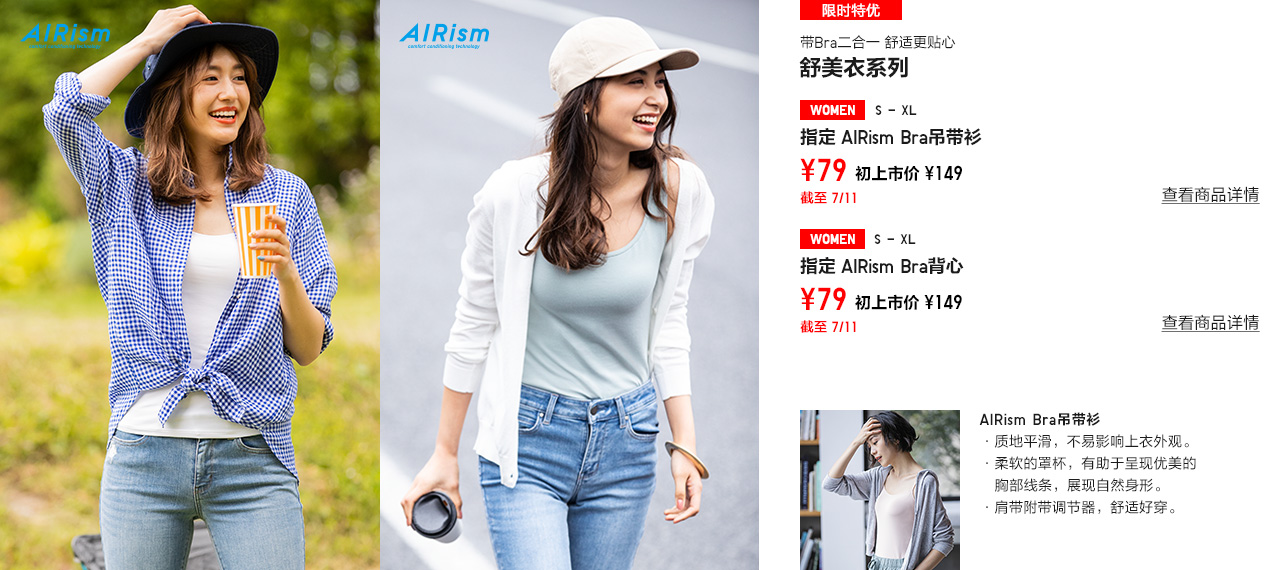 AIRism
comfort conditioning technology
AIRism
comfort conditioning technology
限时特优
带Bra二合一 舒适更贴心
舒美衣系列
WOMEN S - XL
指定 AIRism Bra吊带衫
¥79 初上市价 ¥149
截至 7/11
查看商品详情
WOMEN S - XL
指定 AIRism Bra背心
¥79 初上市价 ¥149
截至 7/11
查看商品详情
AIRism Bra吊带衫
· 质地平滑，不易影响上衣外观。
· 柔软的罩杯，有助于呈现优美的
胸部线条，展现自然身形。
· 肩带附带调节器，舒适好穿。